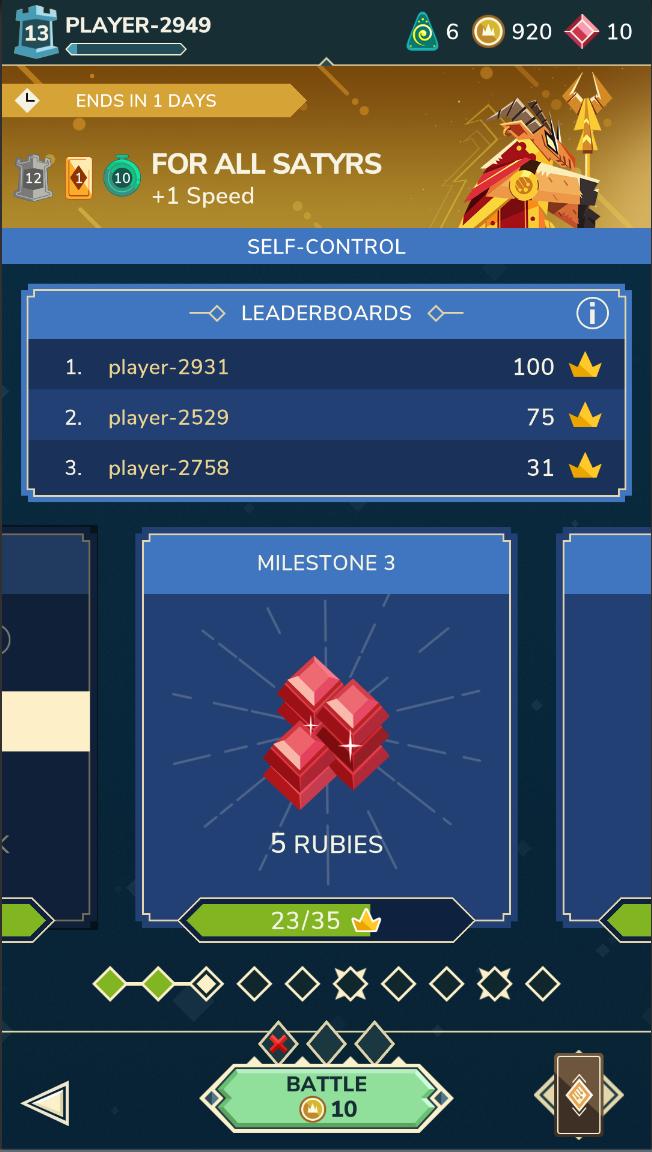 13 PLAYER-2949 6 920 10
ENDS IN 1 DAYS
12 1 10
FOR ALL SATYRS
+1 Speed
SELF-CONTROL
LEADERBOARDS i
1. player-2931 100
2. player-2529 75
3. player-2758 31
MILESTONE 3
5 RUBIES
23/35
BATTLE
10